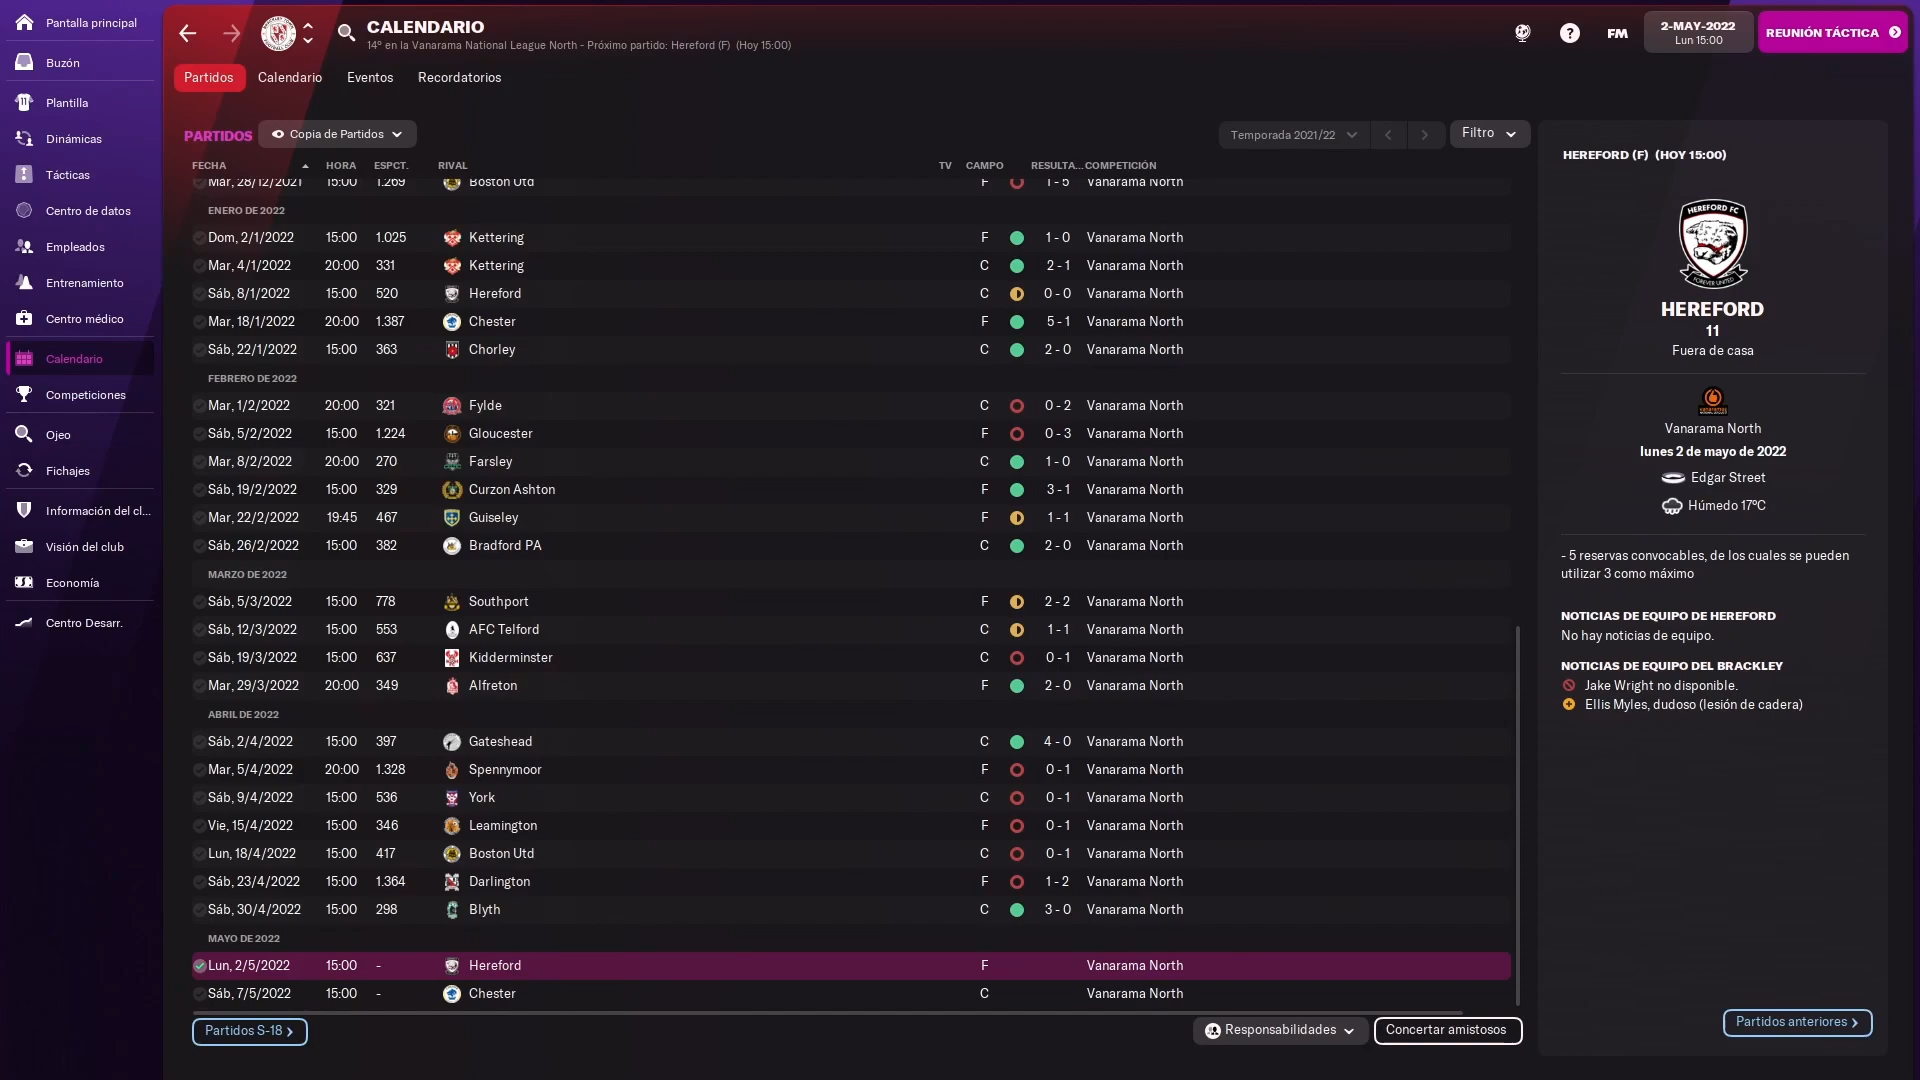 Pantalla principal
Buzón
Plantilla
Dinámicas
Tácticas
Centro de datos
Empleados
Entrenamiento
Centro médico
Calendario
Competiciones
Ojeo
Fichajes
Información del cl...
Visión del club
Economía
Centro Desarr.
CALENDARIO
14º en la Vanarama National League North - Próximo partido: Hereford (F) (Hoy 15:00)
FM
2-MAY-2022
Lun 15:00
REUNIÓN TÁCTICA
Partidos Calendario Eventos Recordatorios
PARTIDOS Copia de Partidos Temporada 2021/22 Filtro
FECHA HORA ESPCT. RIVAL TV CAMPO RESULTA... COMPETICIÓN
Mar, 28/12/2021 15:00 1.269 Boston Utd F 1 - 5 Vanarama North
ENERO DE 2022
Dom, 2/1/2022 15:00 1.025 Kettering F 1 - 0 Vanarama North
Mar, 4/1/2022 20:00 331 Kettering C 2 - 1 Vanarama North
Sáb, 8/1/2022 15:00 520 Hereford C 0 - 0 Vanarama North
Mar, 18/1/2022 20:00 1.387 Chester F 5 - 1 Vanarama North
Sáb, 22/1/2022 15:00 363 Chorley C 2 - 0 Vanarama North
FEBRERO DE 2022
Mar, 1/2/2022 20:00 321 Fylde C 0 - 2 Vanarama North
Sáb, 5/2/2022 15:00 1.224 Gloucester F 0 - 3 Vanarama North
Mar, 8/2/2022 20:00 270 Farsley C 1 - 0 Vanarama North
Sáb, 19/2/2022 15:00 329 Curzon Ashton F 3 - 1 Vanarama North
Mar, 22/2/2022 19:45 467 Guiseley F 1 - 1 Vanarama North
Sáb, 26/2/2022 15:00 382 Bradford PA C 2 - 0 Vanarama North
MARZO DE 2022
Sáb, 5/3/2022 15:00 778 Southport F 2 - 2 Vanarama North
Sáb, 12/3/2022 15:00 553 AFC Telford C 1 - 1 Vanarama North
Sáb, 19/3/2022 15:00 637 Kidderminster C 0 - 1 Vanarama North
Mar, 29/3/2022 20:00 349 Alfreton F 2 - 0 Vanarama North
ABRIL DE 2022
Sáb, 2/4/2022 15:00 397 Gateshead C 4 - 0 Vanarama North
Mar, 5/4/2022 20:00 1.328 Spennymoor F 0 - 1 Vanarama North
Sáb, 9/4/2022 15:00 536 York C 0 - 1 Vanarama North
Vie, 15/4/2022 15:00 346 Leamington F 0 - 1 Vanarama North
Lun, 18/4/2022 15:00 417 Boston Utd C 0 - 1 Vanarama North
Sáb, 23/4/2022 15:00 1.364 Darlington F 1 - 2 Vanarama North
Sáb, 30/4/2022 15:00 298 Blyth C 3 - 0 Vanarama North
MAYO DE 2022
Lun, 2/5/2022 15:00 - Hereford F Vanarama North
Sáb, 7/5/2022 15:00 - Chester C Vanarama North
Partidos S-18 Responsabilidades Concertar amistosos
HEREFORD (F) (HOY 15:00)
HEREFORD FC
FOREVER UNITED
HEREFORD
11
Fuera de casa
vanarama
Vanarama North
lunes 2 de mayo de 2022
Edgar Street
Húmedo 17ºC
- 5 reservas convocables, de los cuales se pueden
utilizar 3 como máximo
NOTICIAS DE EQUIPO DE HEREFORD
No hay noticias de equipo.
NOTICIAS DE EQUIPO DEL BRACKLEY
Jake Wright no disponible.
Ellis Myles, dudoso (lesión de cadera)
Partidos anteriores